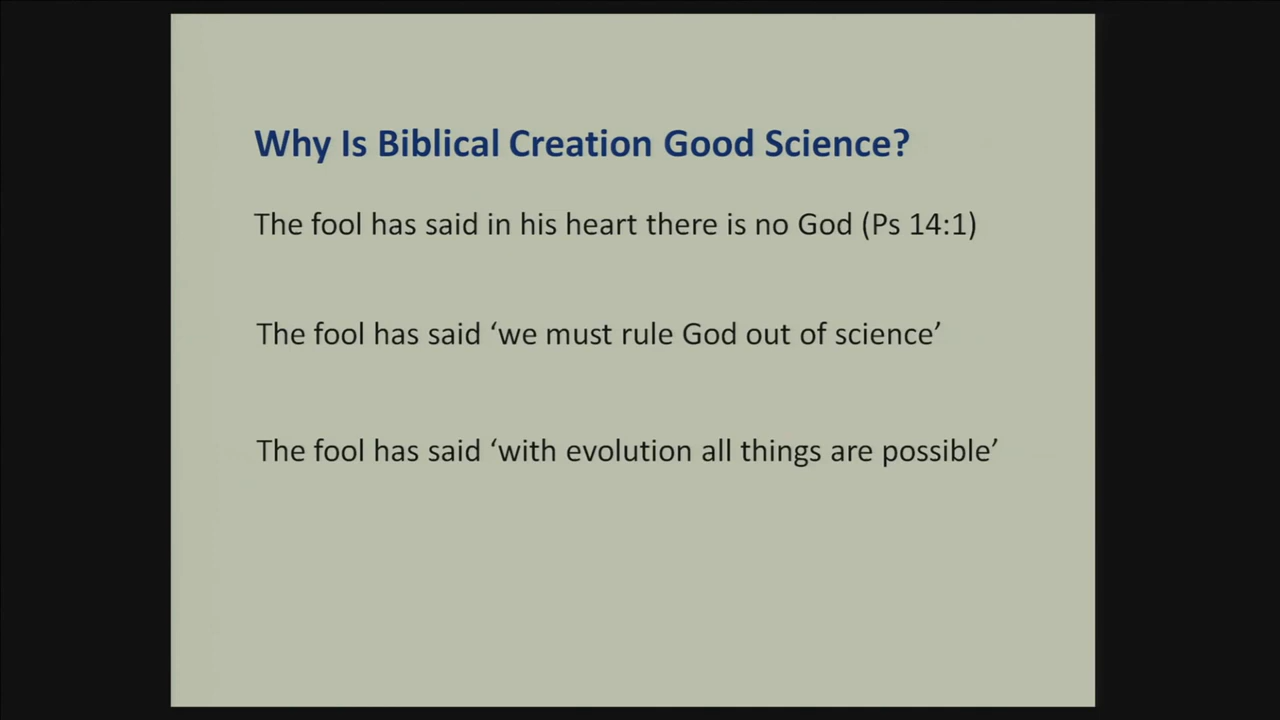 Why Is Biblical Creation Good Science?
The fool has said in his heart there is no God (Ps 14:1)
The fool has said ‘we must rule God out of science’
The fool has said ‘with evolution all things are possible’